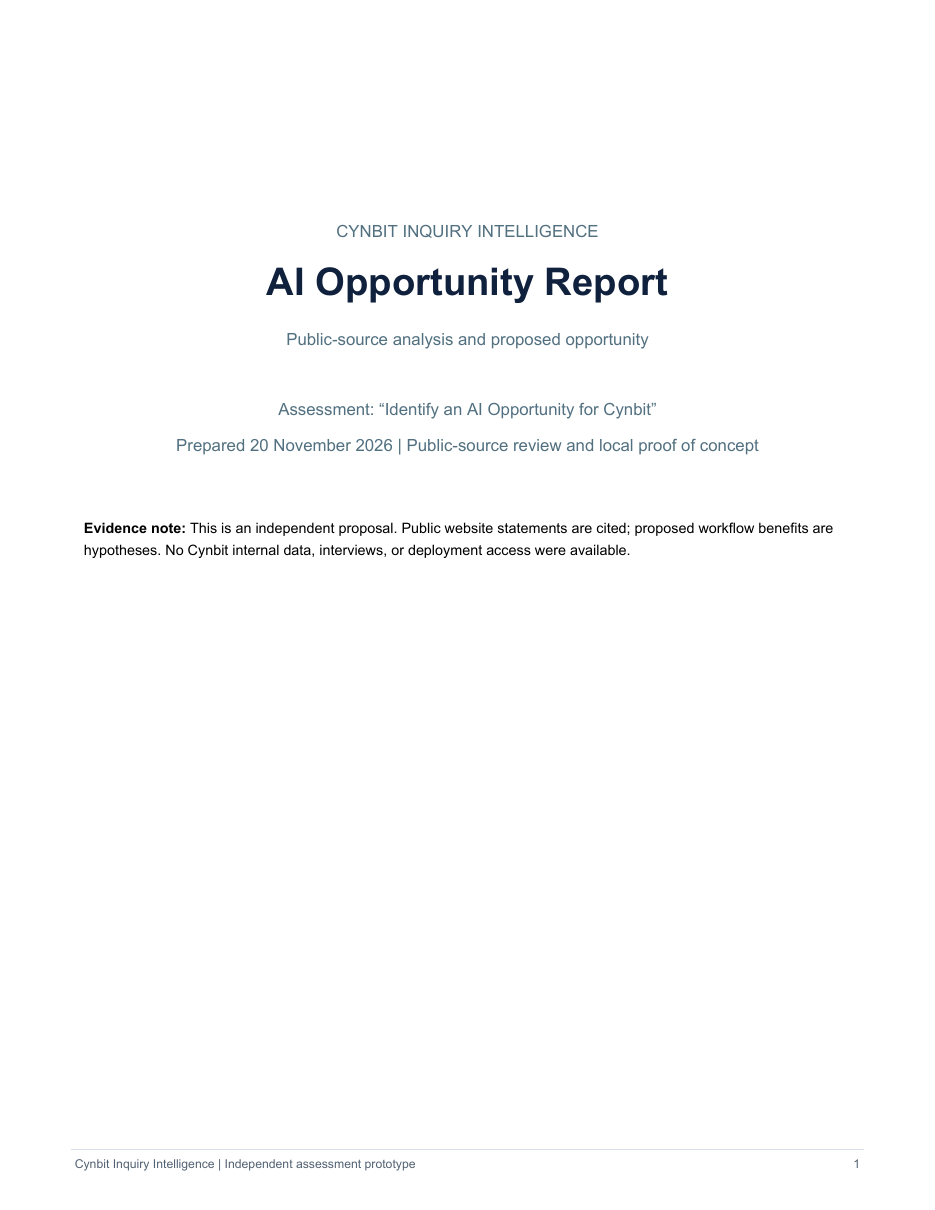 CYNBIT INQUIRY INTELLIGENCE
AI Opportunity Report
Public-source analysis and proposed opportunity
Assessment: “Identify an AI Opportunity for Cynbit”
Prepared 20 November 2026 | Public-source review and local proof of concept
Evidence note: This is an independent proposal. Public website statements are cited; proposed workflow benefits are
hypotheses. No Cynbit internal data, interviews, or deployment access were available.
Cynbit Inquiry Intelligence | Independent assessment prototype 1